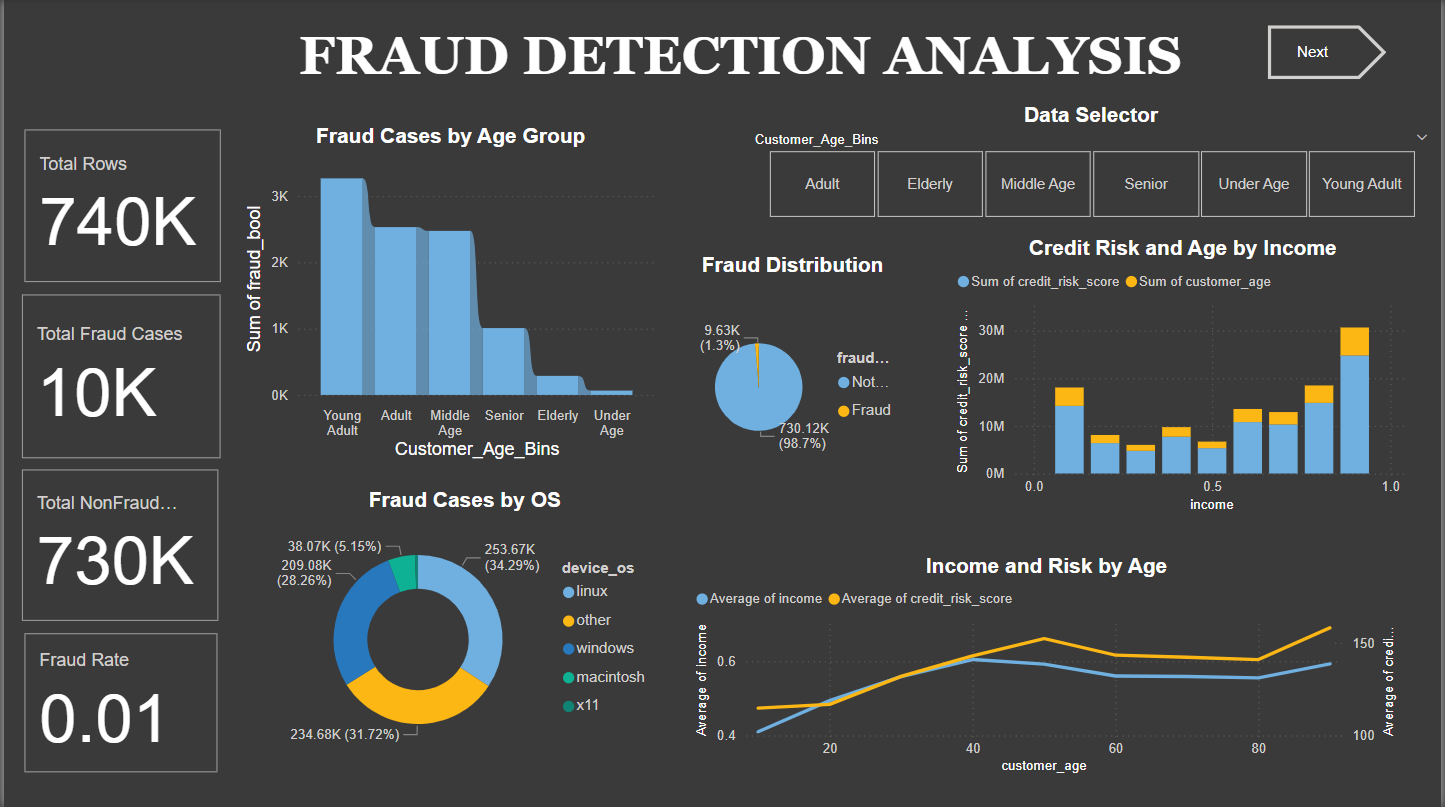 FRAUD DETECTION ANALYSIS
Next
Total Rows
740K
Total Fraud Cases
10K
Total NonFraud…
730K
Fraud Rate
0.01
Fraud Cases by Age Group
Sum of fraud_bool
3K
2K
1K
0K
Young Adult
Adult
Middle Age
Senior
Elderly
Under Age
Customer_Age_Bins
Data Selector
Customer_Age_Bins
Adult
Elderly
Middle Age
Senior
Under Age
Young Adult
Fraud Distribution
9.63K
(1.3%)
730.12K
(98.7%)
fraud…
Not…
Fraud
Credit Risk and Age by Income
Sum of credit_risk_score
Sum of customer_age
Sum of credit_risk_score …
30M
20M
10M
0M
0.0
0.5
1.0
income
Fraud Cases by OS
38.07K (5.15%)
209.08K
(28.26%)
253.67K
(34.29%)
234.68K (31.72%)
device_os
linux
other
windows
macintosh
x11
Income and Risk by Age
Average of income
Average of credit_risk_score
Average of income
0.6
0.4
20
40
60
80
customer_age
150
100
Average of credi…